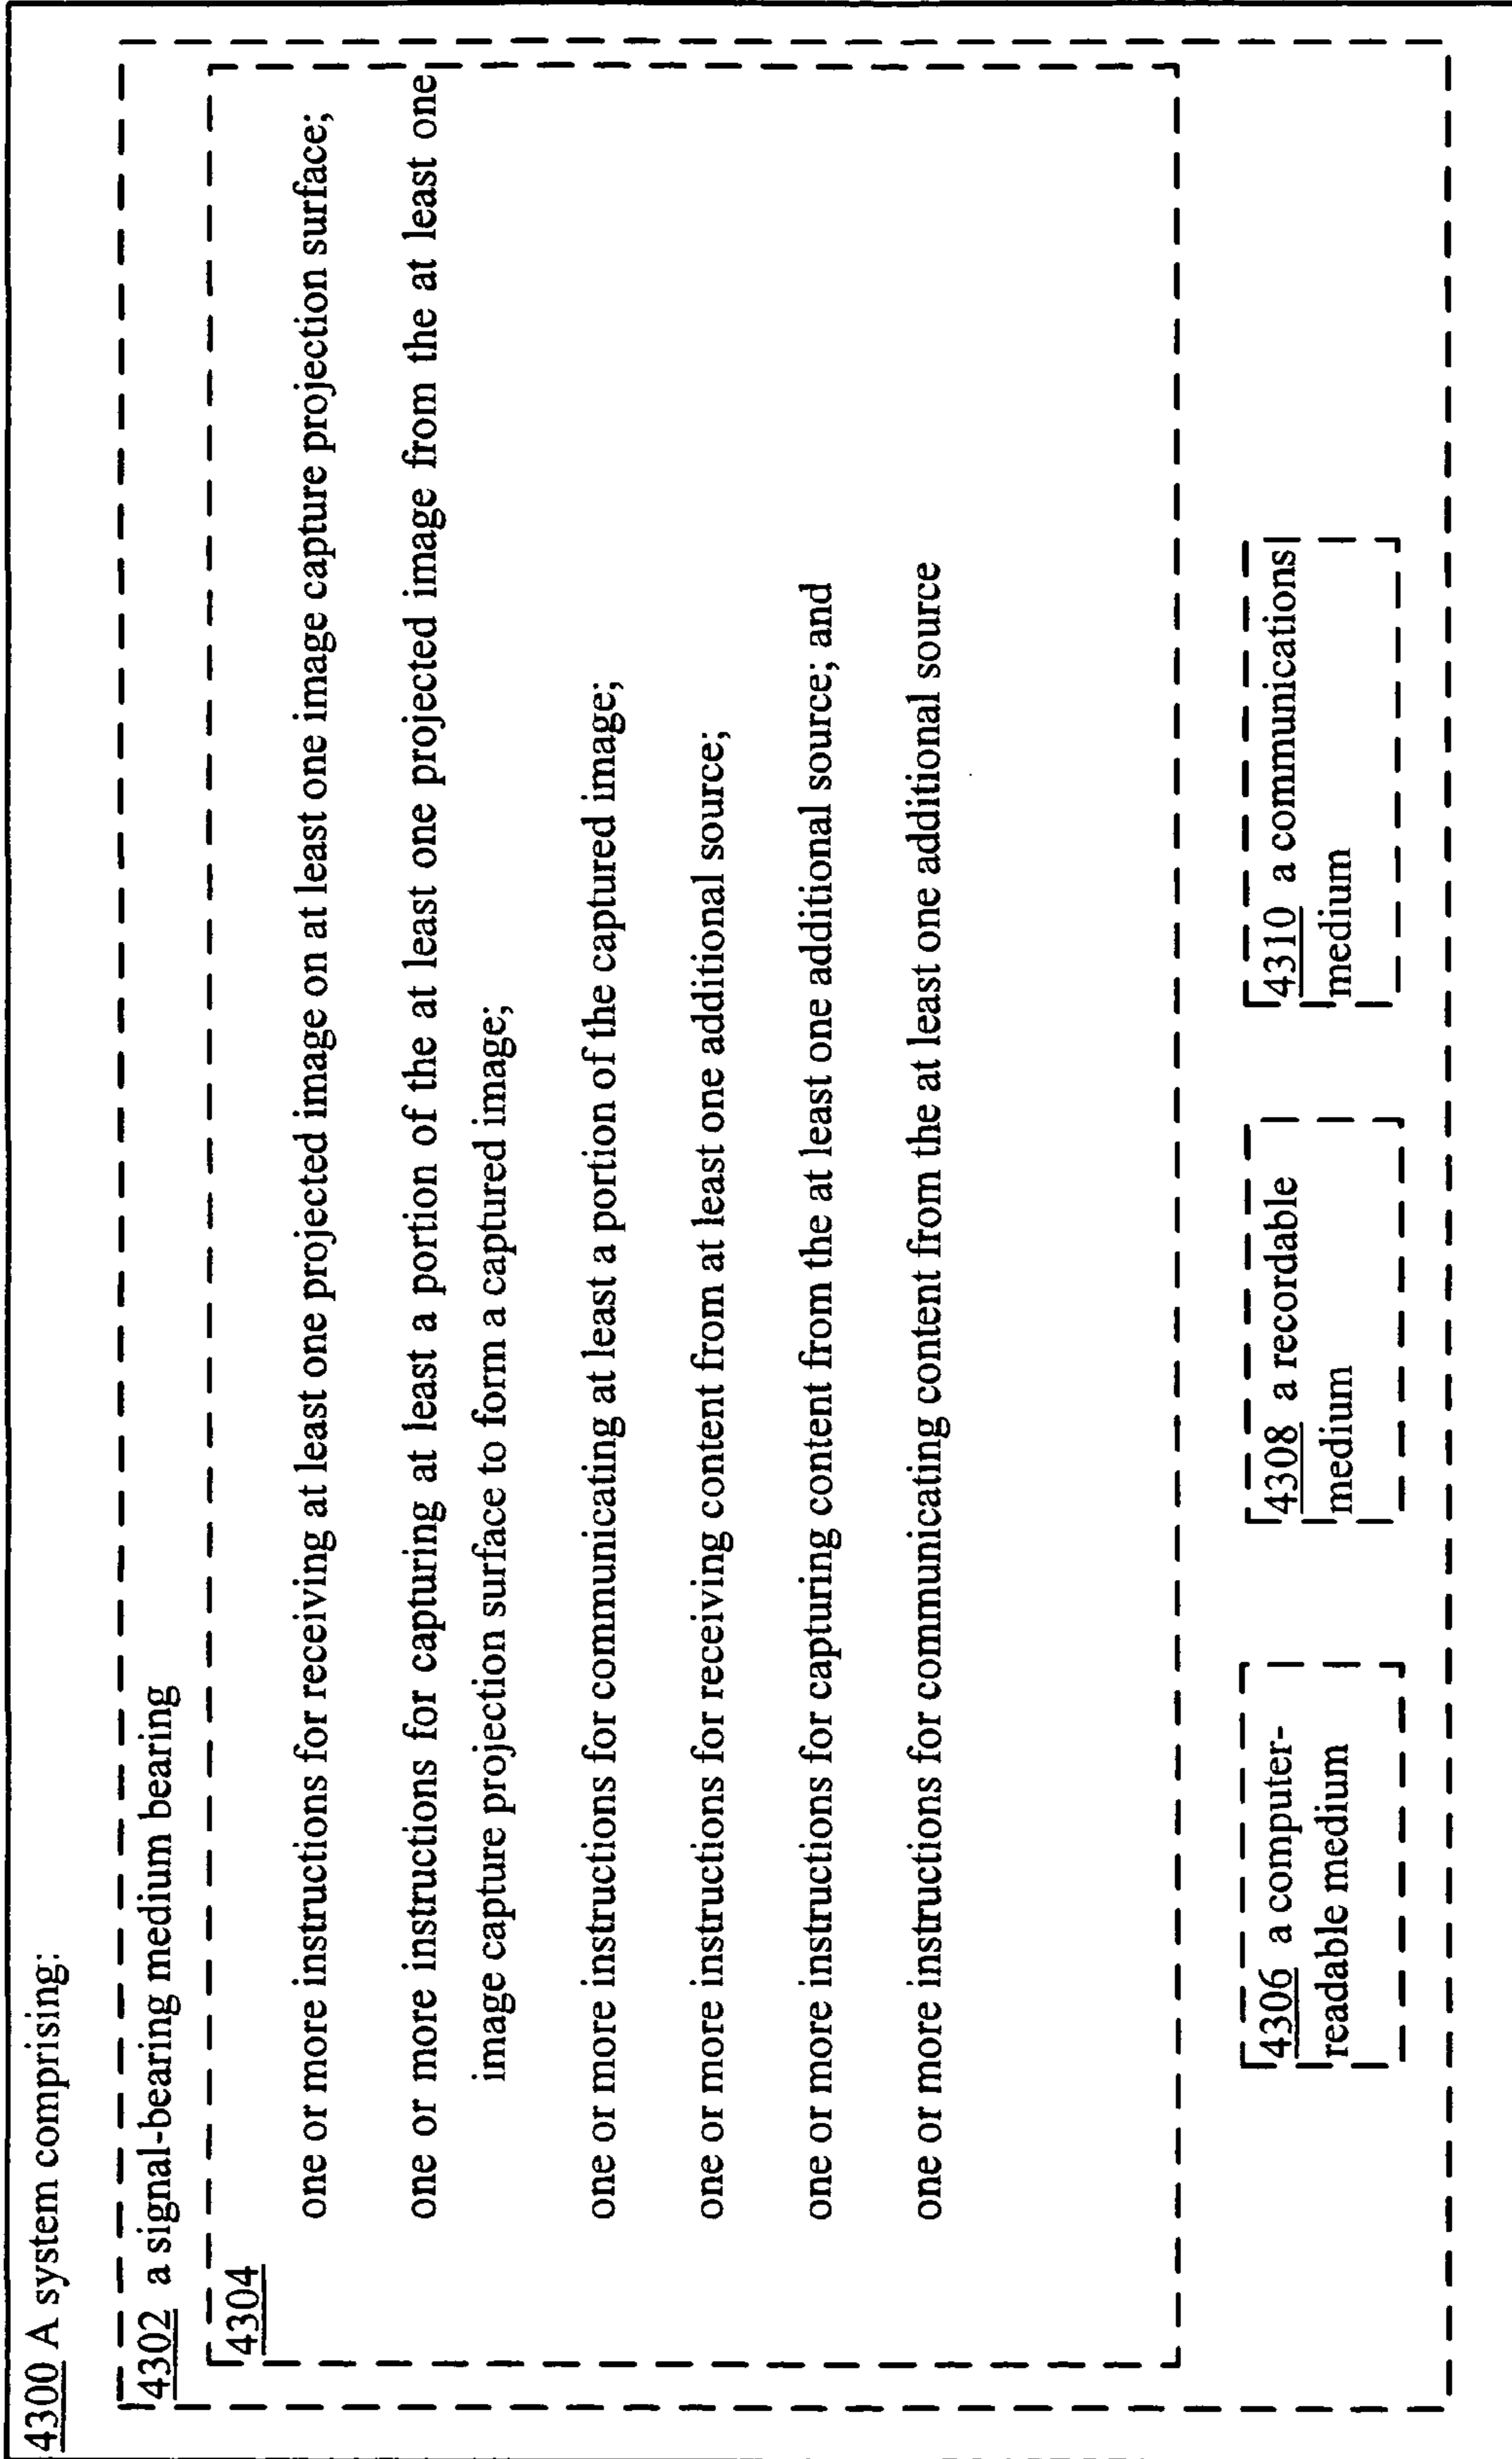 4300 A system comprising:
4302 a signal-bearing medium bearing
4304
one or more instructions for receiving at least one projected image on at least one image capture projection surface;
one or more instructions for capturing at least a portion of the at least one projected image from the at least one
image capture projection surface to form a captured image;
one or more instructions for communicating at least a portion of the captured image;
one or more instructions for receiving content from at least one additional source;
one or more instructions for capturing content from the at least one additional source; and
one or more instructions for communicating content from the at least one additional source
4306 a computer-
readable medium
4308 a recordable
medium
4310 a communications
medium